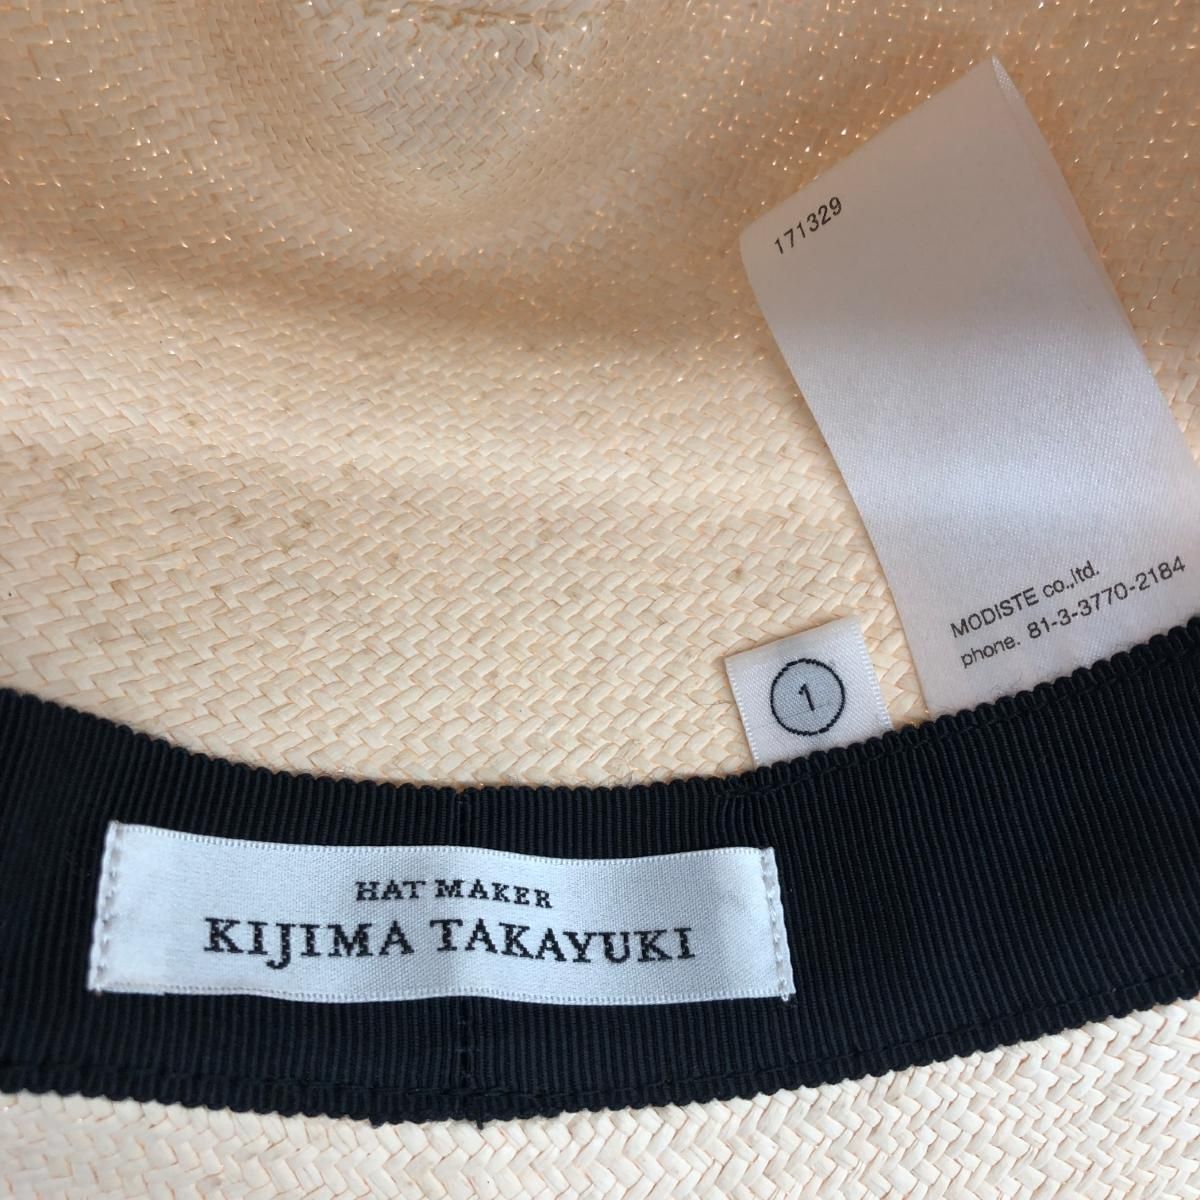 171329
MODISTE co.,ltd.
phone. 81-3-3770-2184
1
HAT MAKER
KIJIMA TAKAYUKI